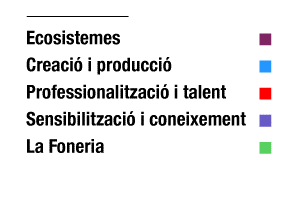 Ecosistemes
Creació i producció
Professionalització i talent
Sensibilització i coneixement
La Foneria